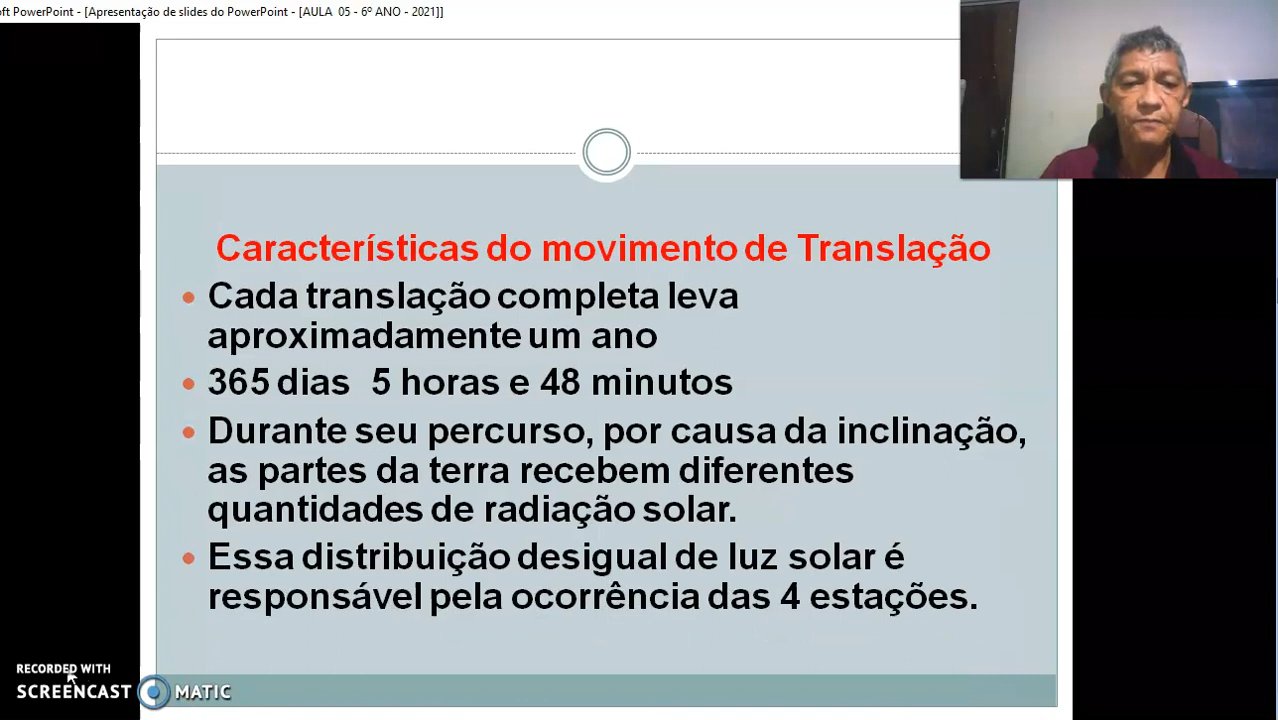 oft PowerPoint - [Apresentação de slides do PowerPoint - [AULA 05 - 6º ANO - 2021]]
Características do movimento de Translação
• Cada translação completa leva
aproximadamente um ano
• 365 dias 5 horas e 48 minutos
• Durante seu percurso, por causa da inclinação,
as partes da terra recebem diferentes
quantidades de radiação solar.
• Essa distribuição desigual de luz solar é
responsável pela ocorrência das 4 estações.
RECORDED WITH
SCREENCAST MATIC